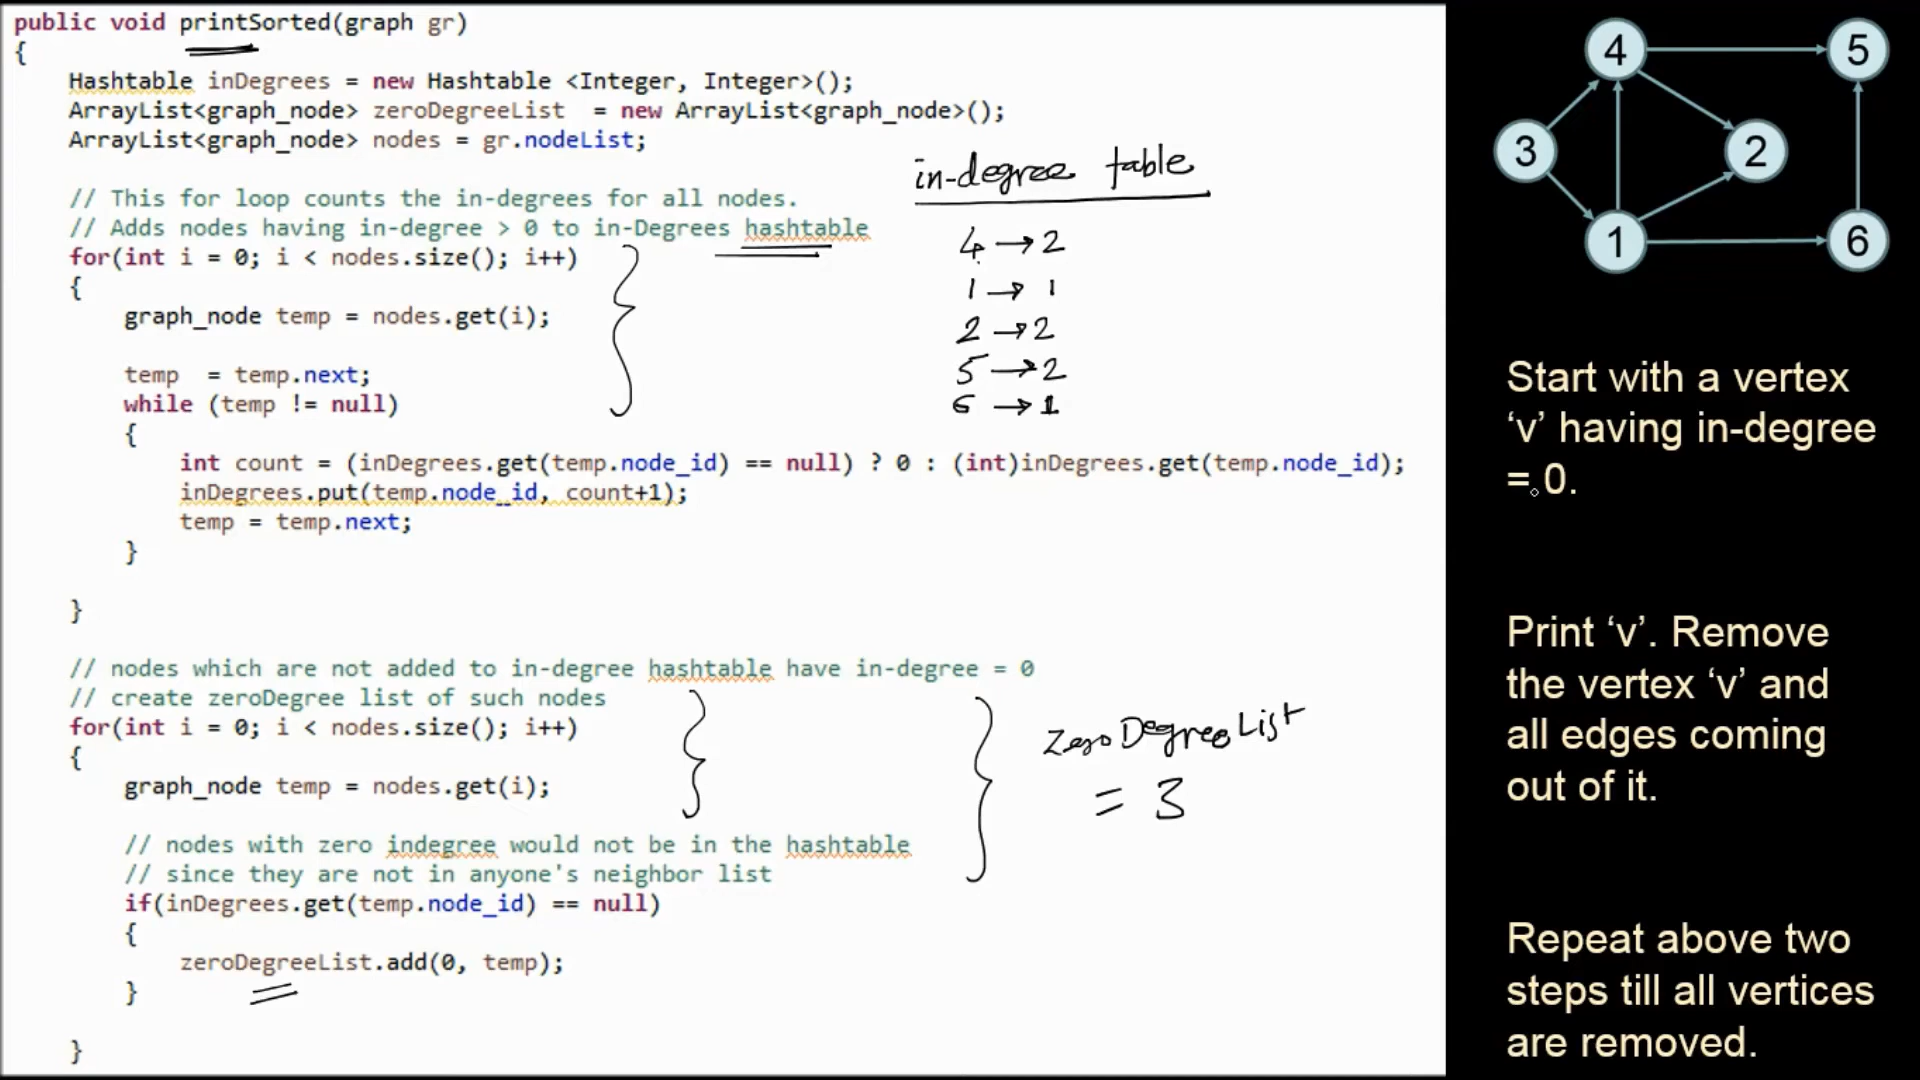 public void printSorted(graph gr)
{
Hashtable inDegrees = new Hashtable <Integer, Integer>();
ArrayList<graph_node> zeroDegreeList  = new ArrayList<graph_node>();
ArrayList<graph_node> nodes = gr.nodeList;
// This for loop counts the in-degrees for all nodes.
// Adds nodes having in-degree > 0 to in-Degrees hashtable
for(int i = 0; i < nodes.size(); i++)
{
graph_node temp = nodes.get(i);
temp  = temp.next;
while (temp != null)
{
int count = (inDegrees.get(temp.node_id) == null) ? 0 : (int)inDegrees.get(temp.node_id);
inDegrees.put(temp.node_id, count+1);
temp = temp.next;
}
}
// nodes which are not added to in-degree hashtable have in-degree = 0
// create zeroDegree list of such nodes
for(int i = 0; i < nodes.size(); i++)
{
graph_node temp = nodes.get(i);
// nodes with zero indegree would not be in the hashtable
// since they are not in anyone's neighbor list
if(inDegrees.get(temp.node_id) == null)
{
zeroDegreeList.add(0, temp);
}
}
in-degree table
4 → 2
1 → 1
2 → 2
5 → 2
6 → 1
ZeroDegreeList
= 3
4 5
3 2
1 6
Start with a vertex
‘v’ having in-degree
= 0.
Print ‘v’. Remove
the vertex ‘v’ and
all edges coming
out of it.
Repeat above two
steps till all vertices
are removed.